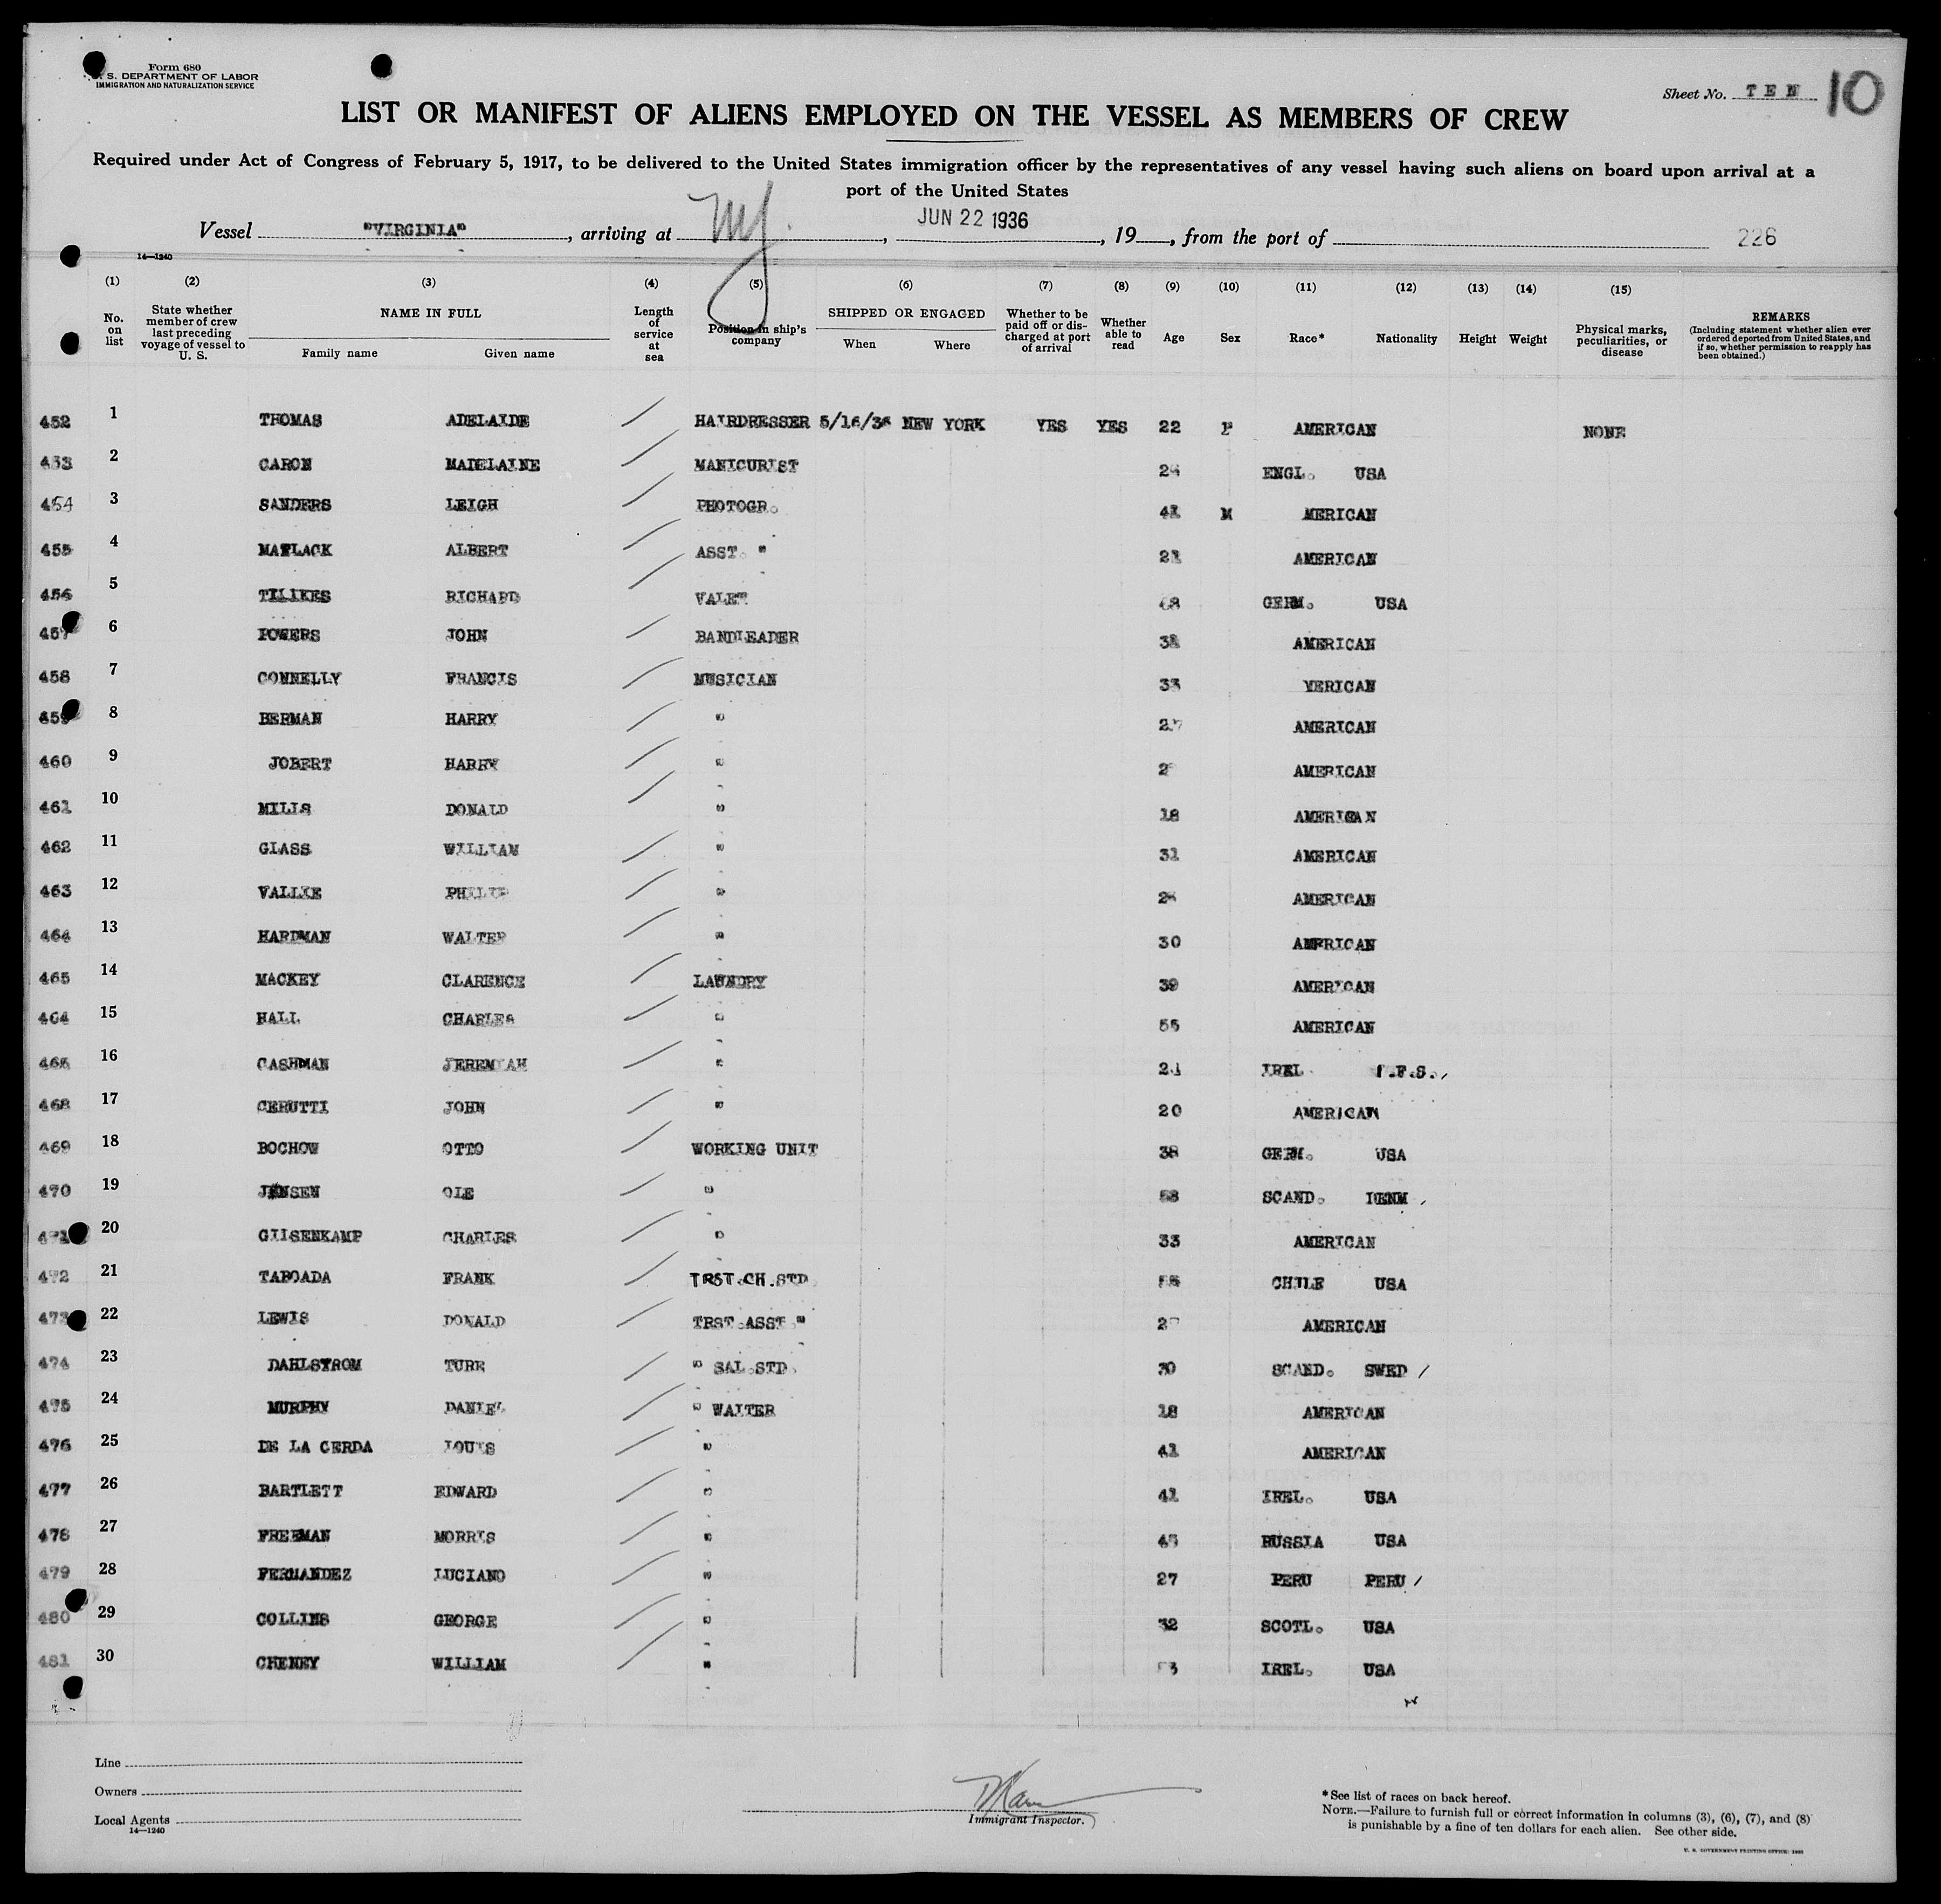 Form 680
U. S. DEPARTMENT OF LABOR
IMMIGRATION AND NATURALIZATION SERVICE
Sheet No. TEN 10
LIST OR MANIFEST OF ALIENS EMPLOYED ON THE VESSEL AS MEMBERS OF CREW
Required under Act of Congress of February 5, 1917, to be delivered to the United States immigration officer by the representatives of any vessel having such aliens on board upon arrival at a
port of the United States
Vessel "VIRGINIA", arriving at NY., JUN 22 1936, 19, from the port of 226
14—1240
(1) (2) (3) (4) (5) (6) (7) (8) (9) (10) (11) (12) (13) (14) (15)
No. on list
State whether member of crew last preceding voyage of vessel to U. S.
NAME IN FULL
Family name Given name
Length of service at sea
Position in ship's company
SHIPPED OR ENGAGED
When Where
Whether to be paid off or discharged at port of arrival
Whether able to read
Age Sex Race* Nationality Height Weight
Physical marks, peculiarities, or disease
REMARKS
(Including statement whether alien ever ordered deported from United States, and if so, whether permission to reapply has been obtained.)
452 1 THOMAS ADELAIDE HAIRDRESSER 5/16/36 NEW YORK YES YES 22 F AMERICAN NONE
453 2 CARON MADELAINE MANICURIST ENGL. USA
454 3 SANDERS LEIGH PHOTOGR. 41 M MERICAN
455 4 MATLACK ALBERT ASST. " AMERICAN
456 5 RICHARD VALET GERM. USA
457 6 POWERS JOHN BANDLEADER AMERICAN
458 7 CONNELLY FRANCIS MUSICIAN 33 MERICAN
459 8 BERMAN HARRY " AMERICAN
460 9 JOBERT HARRY " AMERICAN
461 10 MILLS DONALD " 18 AMERICAN
462 11 GLASS WILLIAM " 31 AMERICAN
463 12 VALLIE PHILIP " AMERICAN
464 13 HARDMAN WALTER " 30 AMERICAN
465 14 MACKEY CLARENCE LAUNDRY 39 AMERICAN
464 15 HALL CHARLES " 55 AMERICAN
16 CASHMAN JEREMIAH " IREL I.F.S.
468 17 CERUTTI JOHN " 20 AMERICAN
469 18 BOCHOW OTTO WORKING UNIT 38 GERM. USA
470 19 JENSEN OLE " 58 SCAND. DENM
471 20 GIISENKAMP CHARLES " 33 AMERICAN
472 21 TABOADA FRANK TRST.CH.STD CHILE USA
473 22 LEWIS DONALD TRST.ASST." AMERICAN
474 23 DAHLSTROM TURE " SAL.STD. 30 SCAND. SWED
475 24 MURPHY DANIEL " WAITER 18 AMERICAN
476 25 DE LA CERDA LOUIS " 41 AMERICAN
477 26 BARTLETT EDWARD " 41 IREL. USA
478 27 FREEMAN MORRIS " 45 RUSSIA USA
479 28 FERNANDEZ LUCIANO " 27 PERU PERU
480 29 COLLINS GEORGE " 32 SCOTL. USA
481 30 CHENEY WILLIAM " IREL. USA
Line
Owners
Local Agents
14—1240
Immigrant Inspector.
*See list of races on back hereof.
NOTE.—Failure to furnish full or correct information in columns (3), (6), (7), and (8)
is punishable by a fine of ten dollars for each alien. See other side.
U. S. GOVERNMENT PRINTING OFFICE: